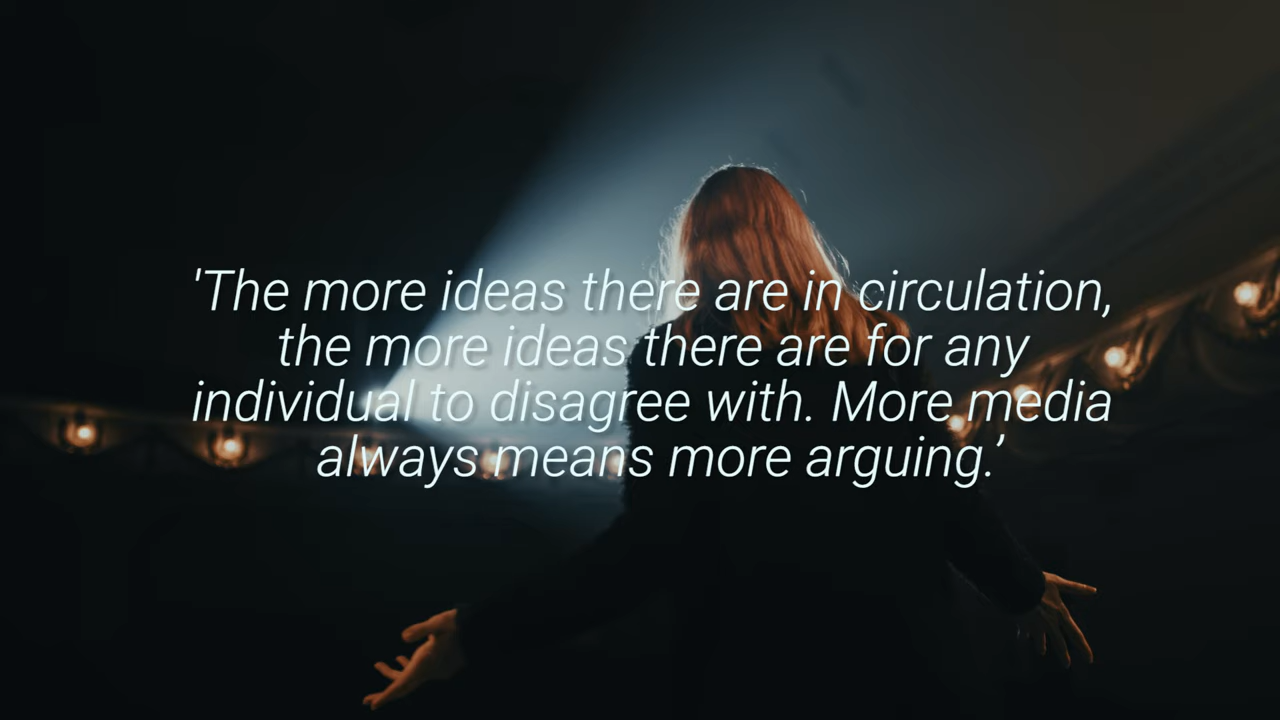 'The more ideas there are in circulation,
the more ideas there are for any
individual to disagree with. More media
always means more arguing.’